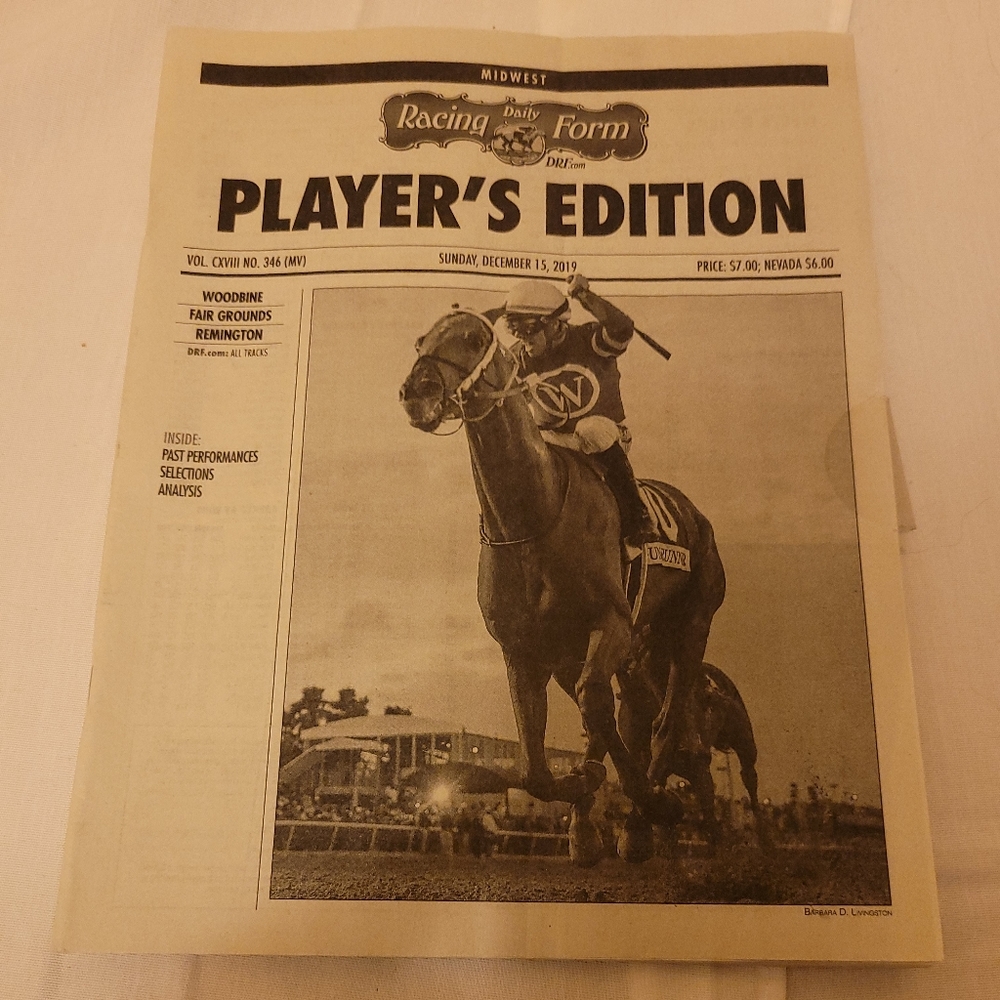 MIDWEST
Daily
Racing Form
DRF.com
PLAYER'S EDITION
VOL. CXVIII NO. 346 (MV)
SUNDAY, DECEMBER 15, 2019
PRICE: $7.00; NEVADA $6.00
WOODBINE
FAIR GROUNDS
REMINGTON
DRF.com: ALL TRACKS
INSIDE:
PAST PERFORMANCES
SELECTIONS
ANALYSIS
W
BARBARA D. LIVINGSTON